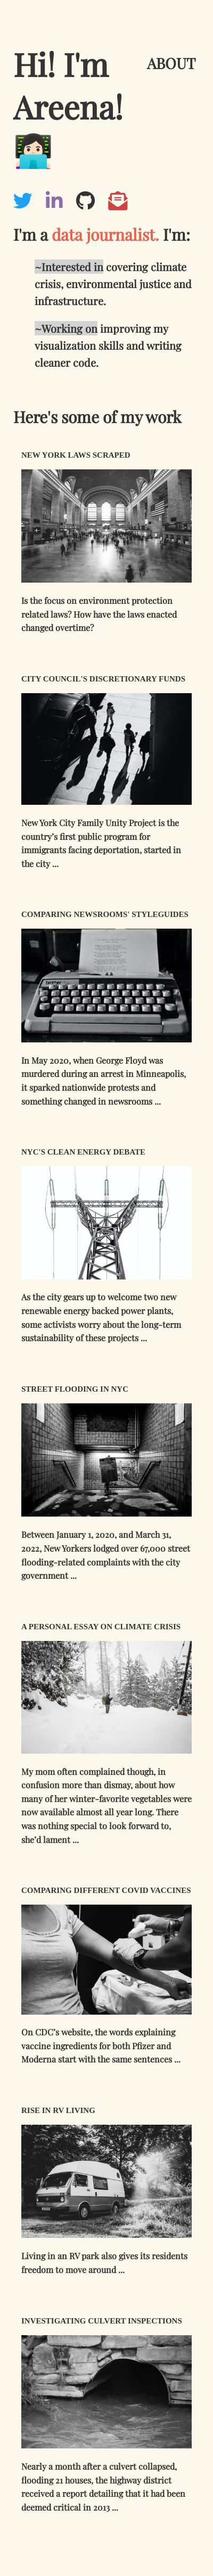 Hi! I'm
ABOUT
Areena!
I'm a data journalist. I'm:
~Interested in covering climate
crisis, environmental justice and
infrastructure.
~Working on improving my
visualization skills and writing
cleaner code.
Here's some of my work
NEW YORK LAWS SCRAPED
Is the focus on environment protection
related laws? How have the laws enacted
changed overtime?
CITY COUNCIL'S DISCRETIONARY FUNDS
New York City Family Unity Project is the
country's first public program for
immigrants facing deportation, started in
the city ...
COMPARING NEWSROOMS' STYLEGUIDES
brother
In May 2020, when George Floyd was
murdered during an arrest in Minneapolis,
it sparked nationwide protests and
something changed in newsrooms ...
NYC'S CLEAN ENERGY DEBATE
As the city gears up to welcome two new
renewable energy backed power plants,
some activists worry about the long-term
sustainability of these projects ...
STREET FLOODING IN NYC
Between January 1, 2020, and March 31,
2022, New Yorkers lodged over 67,000 street
flooding-related complaints with the city
government ...
A PERSONAL ESSAY ON CLIMATE CRISIS
My mom often complained though, in
confusion more than dismay, about how
many of her winter-favorite vegetables were
now available almost all year long. There
was nothing special to look forward to,
she'd lament ...
COMPARING DIFFERENT COVID VACCINES
On CDC's website, the words explaining
vaccine ingredients for both Pfizer and
Moderna start with the same sentences ...
RISE IN RV LIVING
Living in an RV park also gives its residents
freedom to move around ...
INVESTIGATING CULVERT INSPECTIONS
Nearly a month after a culvert collapsed,
flooding 21 houses, the highway district
received a report detailing that it had been
deemed critical in 2013 ...